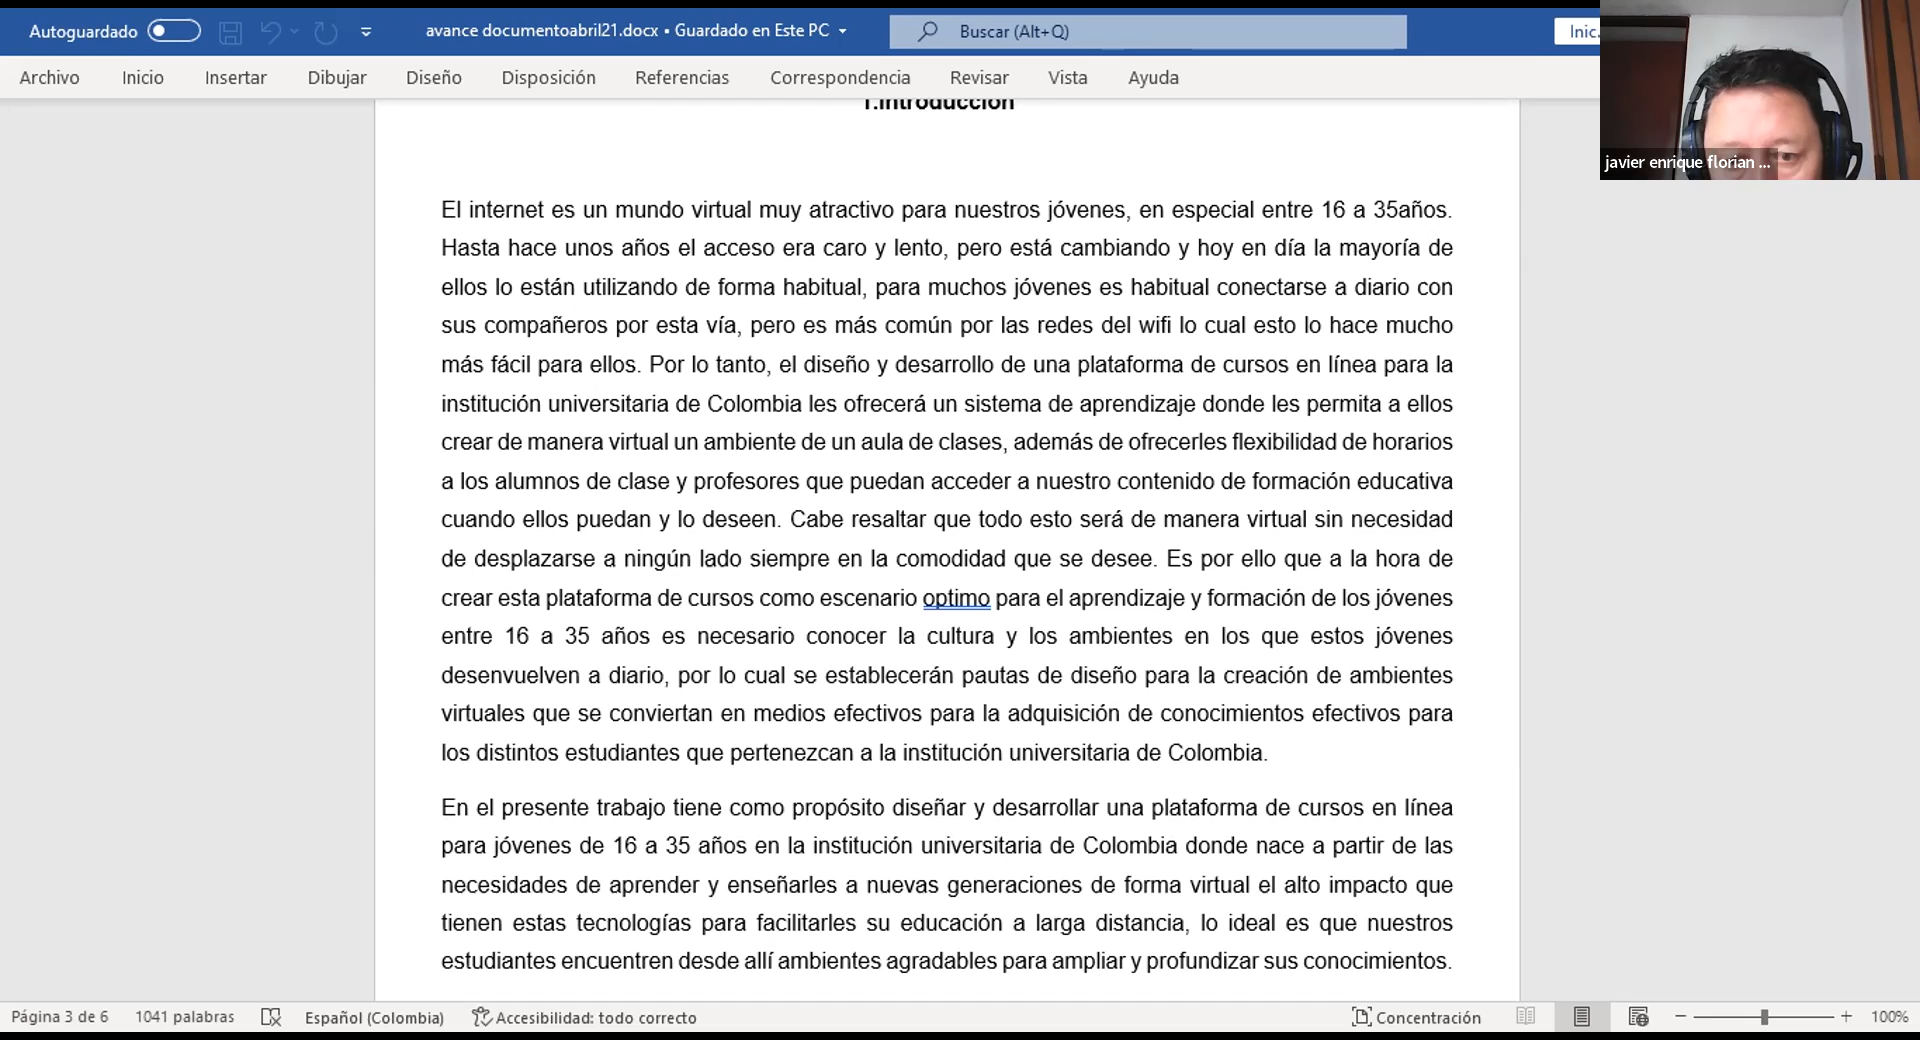 Autoguardado
avance documentoabril21.docx • Guardado en Este PC
Buscar (Alt+Q)
Inic.
Archivo Inicio Insertar Dibujar Diseño Disposición Referencias Correspondencia Revisar Vista Ayuda
javier enrique florian ...
1.Introducción
El internet es un mundo virtual muy atractivo para nuestros jóvenes, en especial entre 16 a 35años.
Hasta hace unos años el acceso era caro y lento, pero está cambiando y hoy en día la mayoría de
ellos lo están utilizando de forma habitual, para muchos jóvenes es habitual conectarse a diario con
sus compañeros por esta vía, pero es más común por las redes del wifi lo cual esto lo hace mucho
más fácil para ellos. Por lo tanto, el diseño y desarrollo de una plataforma de cursos en línea para la
institución universitaria de Colombia les ofrecerá un sistema de aprendizaje donde les permita a ellos
crear de manera virtual un ambiente de un aula de clases, además de ofrecerles flexibilidad de horarios
a los alumnos de clase y profesores que puedan acceder a nuestro contenido de formación educativa
cuando ellos puedan y lo deseen. Cabe resaltar que todo esto será de manera virtual sin necesidad
de desplazarse a ningún lado siempre en la comodidad que se desee. Es por ello que a la hora de
crear esta plataforma de cursos como escenario optimo para el aprendizaje y formación de los jóvenes
entre 16 a 35 años es necesario conocer la cultura y los ambientes en los que estos jóvenes
desenvuelven a diario, por lo cual se establecerán pautas de diseño para la creación de ambientes
virtuales que se conviertan en medios efectivos para la adquisición de conocimientos efectivos para
los distintos estudiantes que pertenezcan a la institución universitaria de Colombia.
En el presente trabajo tiene como propósito diseñar y desarrollar una plataforma de cursos en línea
para jóvenes de 16 a 35 años en la institución universitaria de Colombia donde nace a partir de las
necesidades de aprender y enseñarles a nuevas generaciones de forma virtual el alto impacto que
tienen estas tecnologías para facilitarles su educación a larga distancia, lo ideal es que nuestros
estudiantes encuentren desde allí ambientes agradables para ampliar y profundizar sus conocimientos.
Página 3 de 6 1041 palabras Español (Colombia) Accesibilidad: todo correcto Concentración 100%